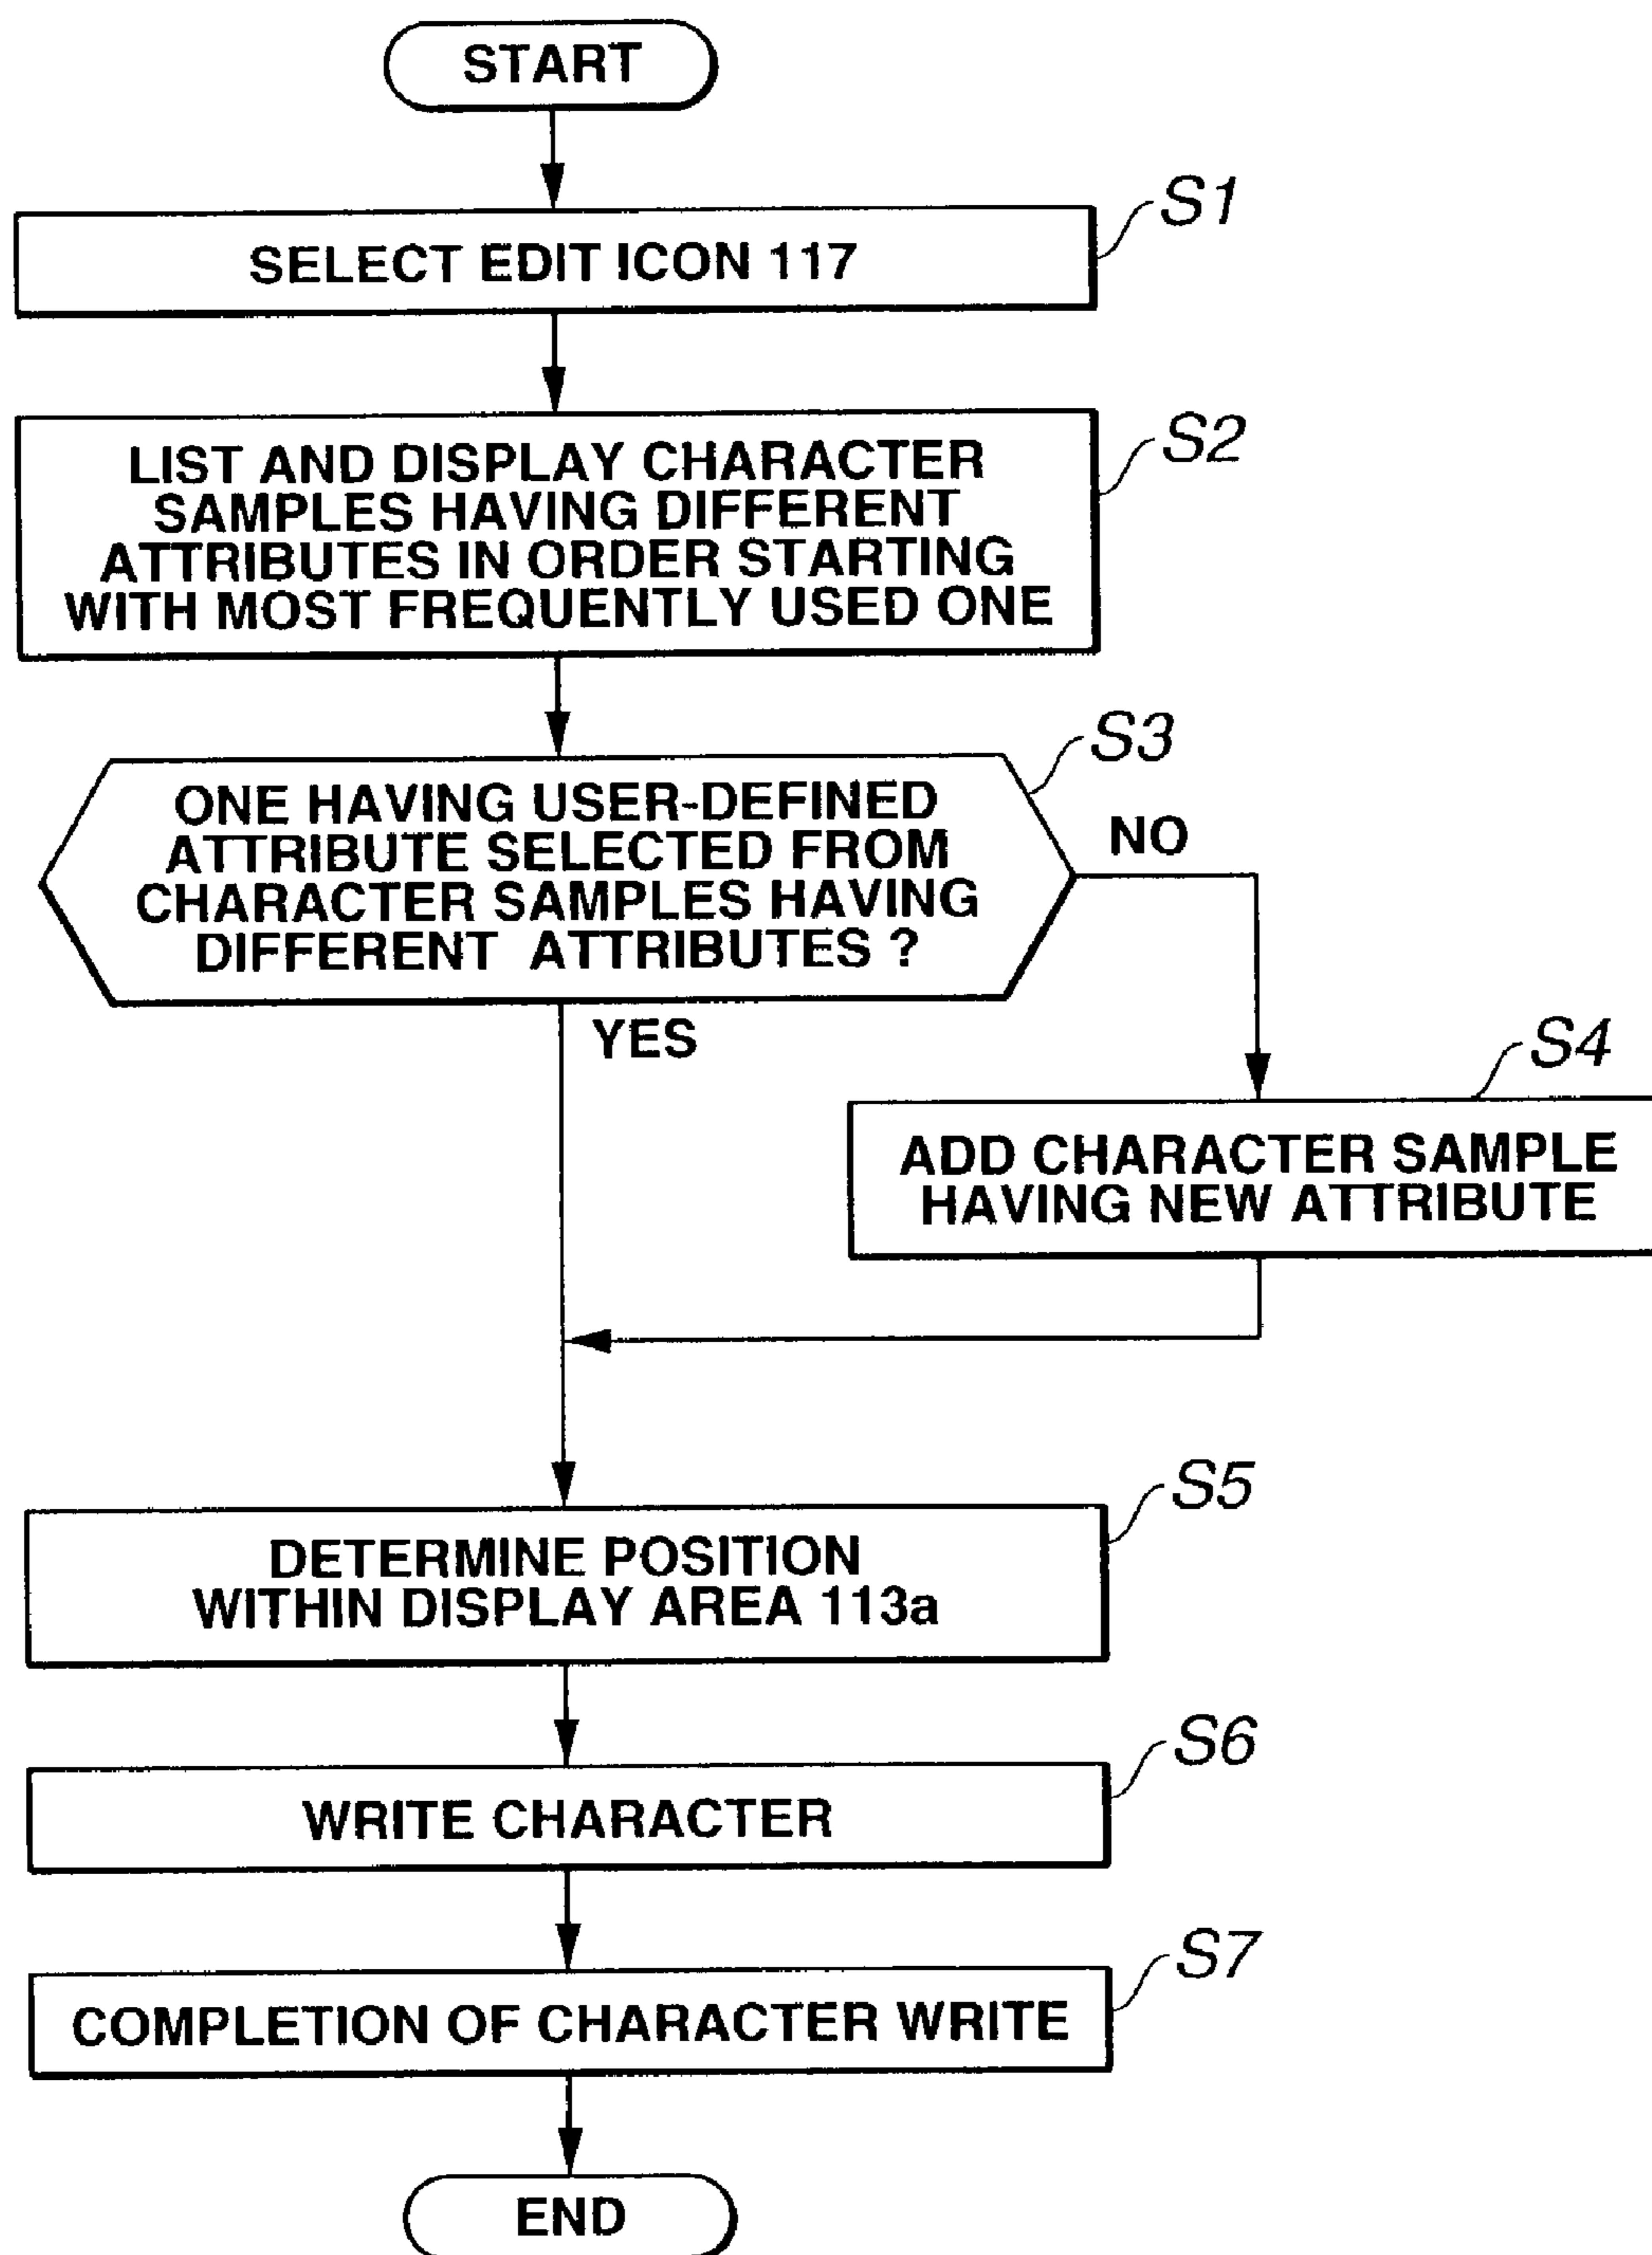 START
S1
SELECT EDIT ICON 117
S2
LIST AND DISPLAY CHARACTER
SAMPLES HAVING DIFFERENT
ATTRIBUTES IN ORDER STARTING
WITH MOST FREQUENTLY USED ONE
S3
ONE HAVING USER-DEFINED
ATTRIBUTE SELECTED FROM
CHARACTER SAMPLES HAVING
DIFFERENT ATTRIBUTES ?
NO
YES
S4
ADD CHARACTER SAMPLE
HAVING NEW ATTRIBUTE
S5
DETERMINE POSITION
WITHIN DISPLAY AREA 113a
S6
WRITE CHARACTER
S7
COMPLETION OF CHARACTER WRITE
END